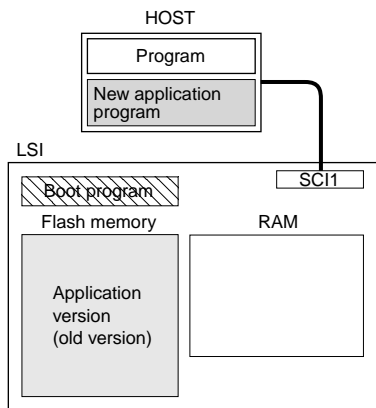 HOST
Program
New application
program
LSI
SCI1
Boot program
Flash memory
RAM
Application
version
(old version)